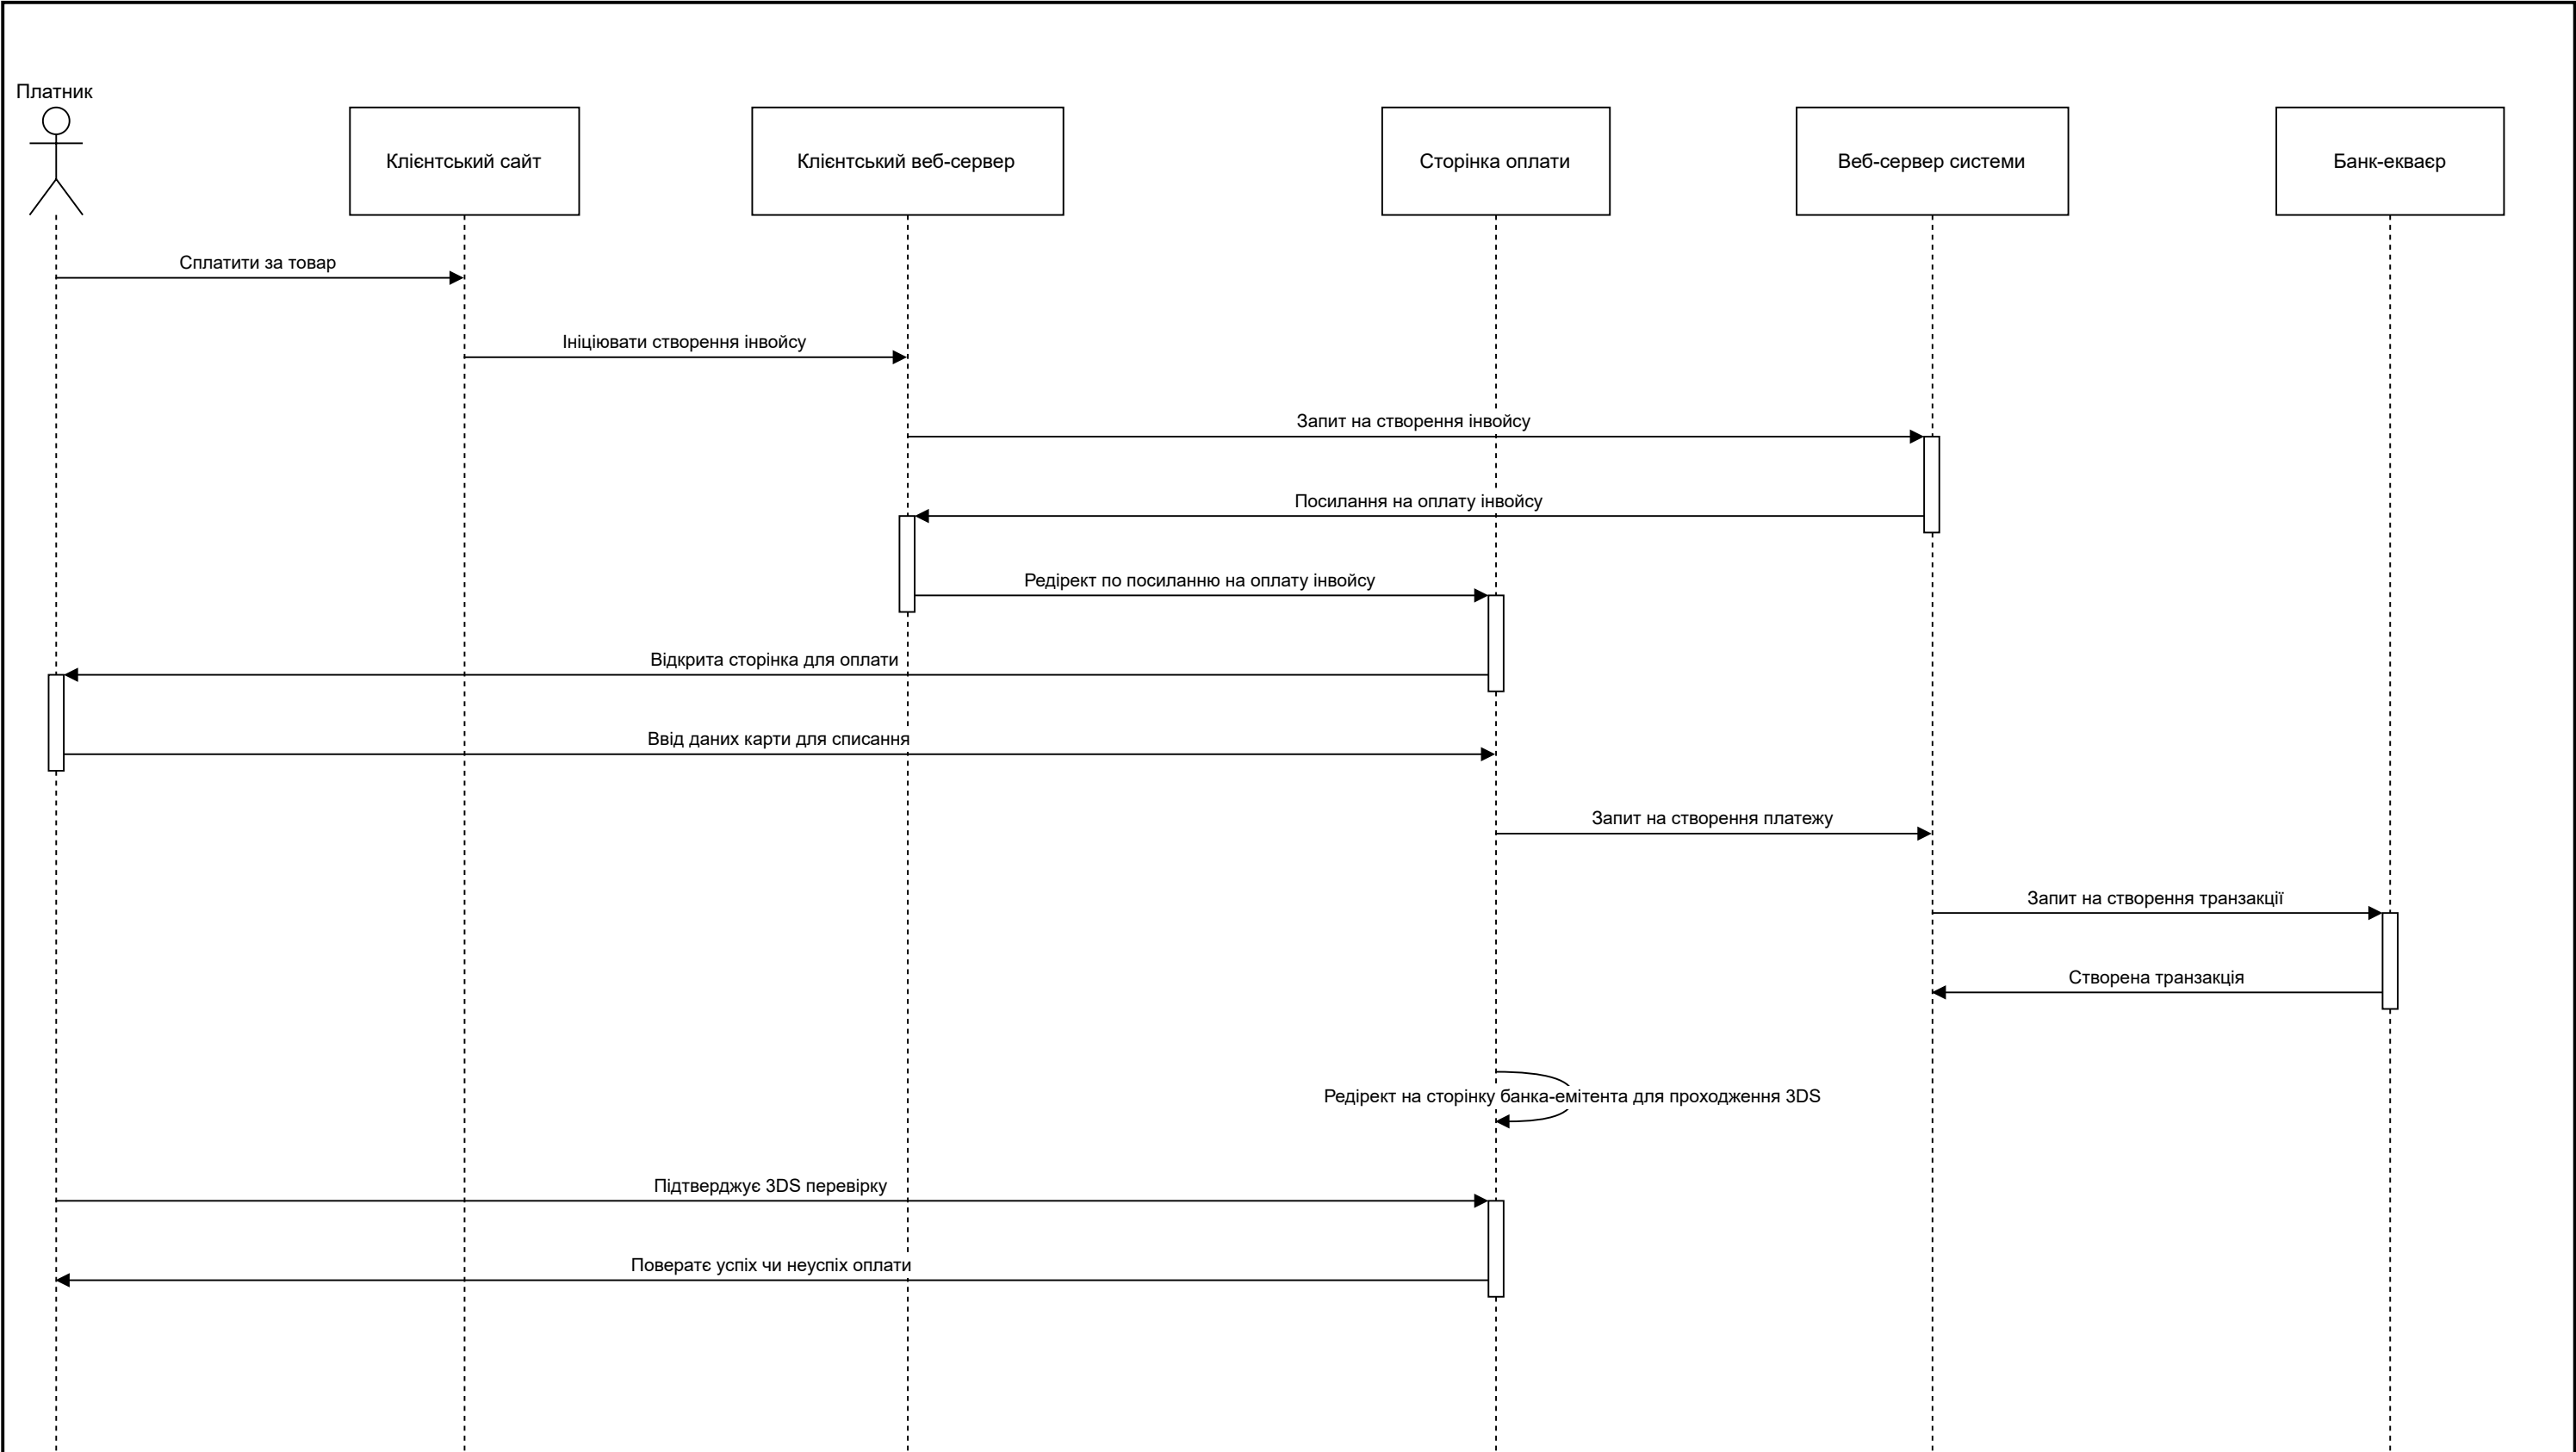 Платник
Клієнтський сайт
Клієнтський веб-сервер
Сторінка оплати
Веб-сервер системи
Банк-екваєр
Сплатити за товар
Ініціювати створення інвойсу
Запит на створення інвойсу
Посилання на оплату інвойсу
Редірект по посиланню на оплату інвойсу
Відкрита сторінка для оплати
Ввід даних карти для списання
Запит на створення платежу
Запит на створення транзакції
Створена транзакція
Редірект на сторінку банка-емітента для проходження 3DS
Підтверджує 3DS перевірку
Повератє успіх чи неуспіх оплати